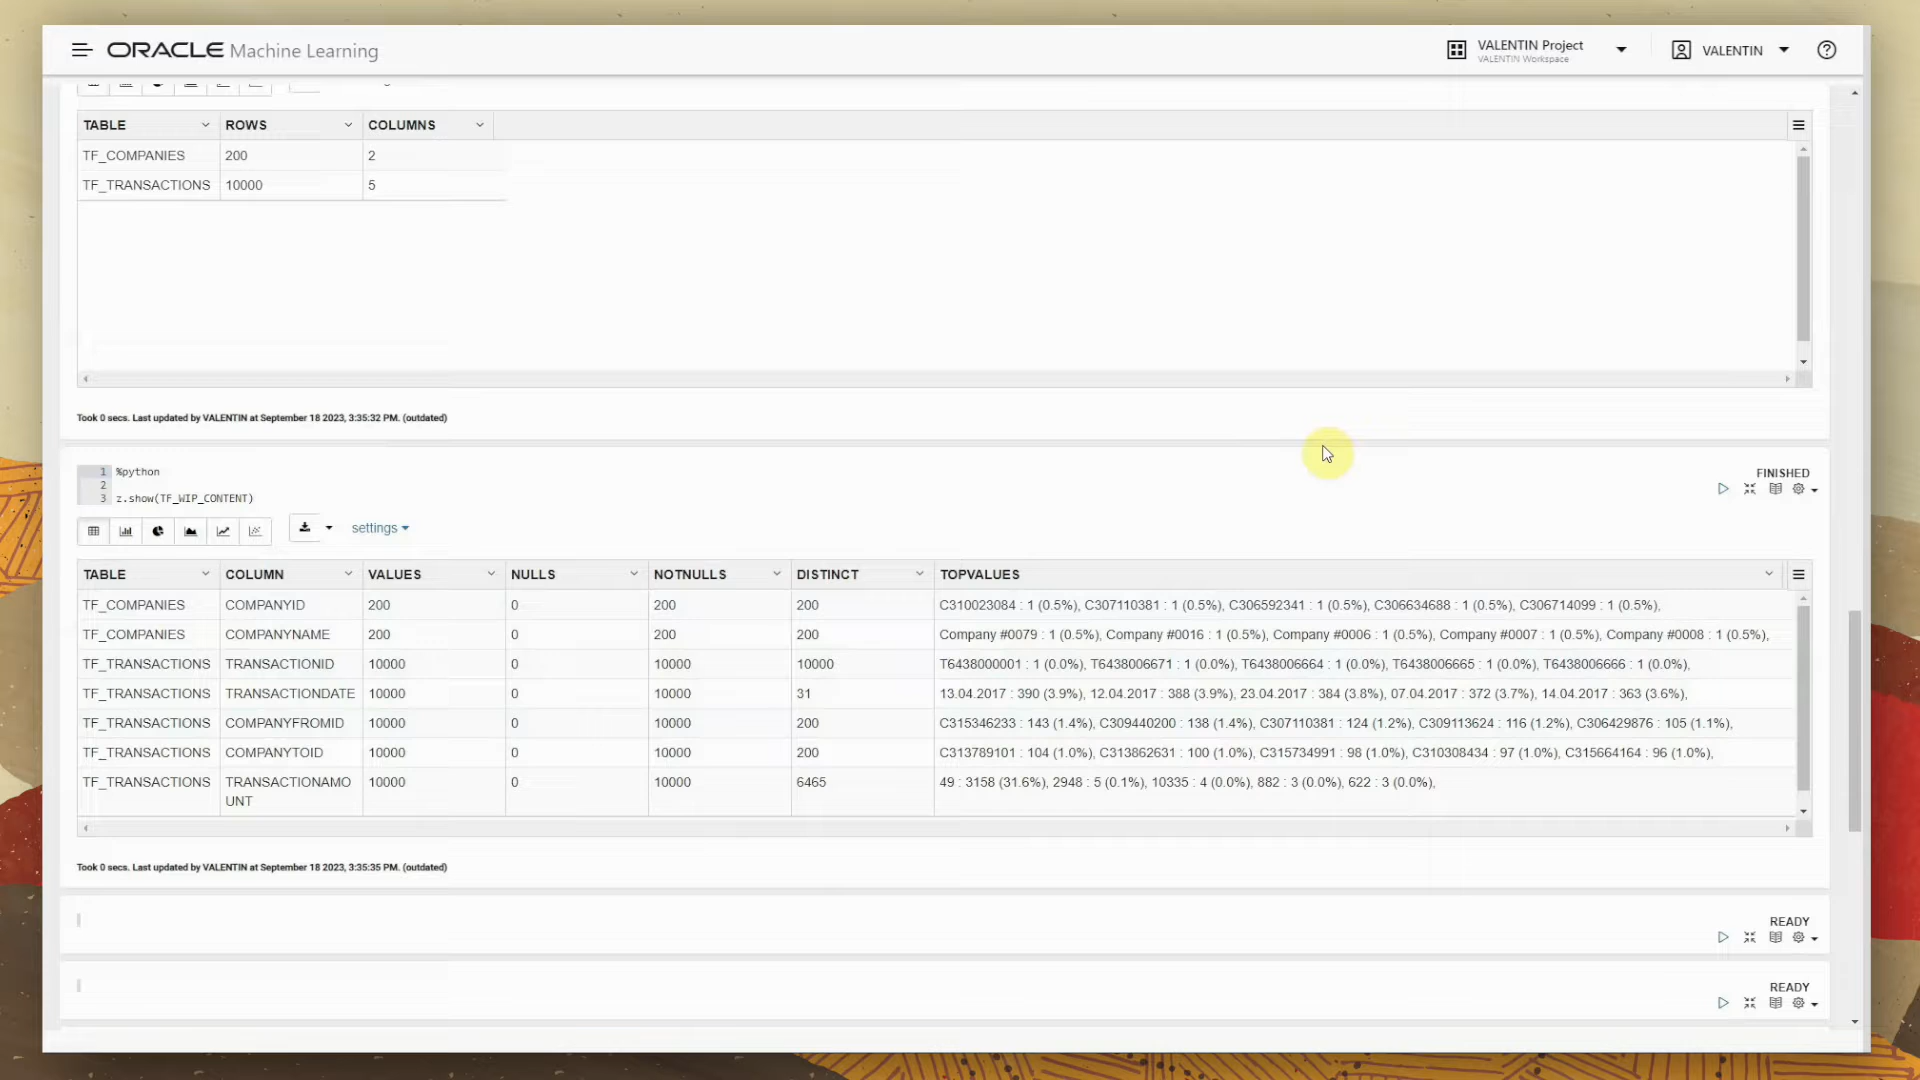 ORACLE Machine Learning
VALENTIN Project
VALENTIN Workspace
VALENTIN
TABLE ROWS COLUMNS
TF_COMPANIES 200 2
TF_TRANSACTIONS 10000 5
Took 0 secs. Last updated by VALENTIN at September 18 2023, 3:35:32 PM. (outdated)
FINISHED
1 %python
2
3 z.show(TF_WIP_CONTENT)
settings
TABLE COLUMN VALUES NULLS NOTNULLS DISTINCT TOPVALUES
TF_COMPANIES COMPANYID 200 0 200 200 C310023084 : 1 (0.5%), C307110381 : 1 (0.5%), C306592341 : 1 (0.5%), C306634688 : 1 (0.5%), C306714099 : 1 (0.5%),
TF_COMPANIES COMPANYNAME 200 0 200 200 Company #0079 : 1 (0.5%), Company #0016 : 1 (0.5%), Company #0006 : 1 (0.5%), Company #0007 : 1 (0.5%), Company #0008 : 1 (0.5%),
TF_TRANSACTIONS TRANSACTIONID 10000 0 10000 10000 T6438000001 : 1 (0.0%), T6438006671 : 1 (0.0%), T6438006664 : 1 (0.0%), T6438006665 : 1 (0.0%), T6438006666 : 1 (0.0%),
TF_TRANSACTIONS TRANSACTIONDATE 10000 0 10000 31 13.04.2017 : 390 (3.9%), 12.04.2017 : 388 (3.9%), 23.04.2017 : 384 (3.8%), 07.04.2017 : 372 (3.7%), 14.04.2017 : 363 (3.6%),
TF_TRANSACTIONS COMPANYFROMID 10000 0 10000 200 C315346233 : 143 (1.4%), C309440200 : 138 (1.4%), C307110381 : 124 (1.2%), C309113624 : 116 (1.2%), C306429876 : 105 (1.1%),
TF_TRANSACTIONS COMPANYTOID 10000 0 10000 200 C313789101 : 104 (1.0%), C313862631 : 100 (1.0%), C315734991 : 98 (1.0%), C310308434 : 97 (1.0%), C315664164 : 96 (1.0%),
TF_TRANSACTIONS TRANSACTIONAMO 10000 0 10000 6465 49 : 3158 (31.6%), 2948 : 5 (0.1%), 10335 : 4 (0.0%), 882 : 3 (0.0%), 622 : 3 (0.0%),
UNT
Took 0 secs. Last updated by VALENTIN at September 18 2023, 3:35:35 PM. (outdated)
READY
READY